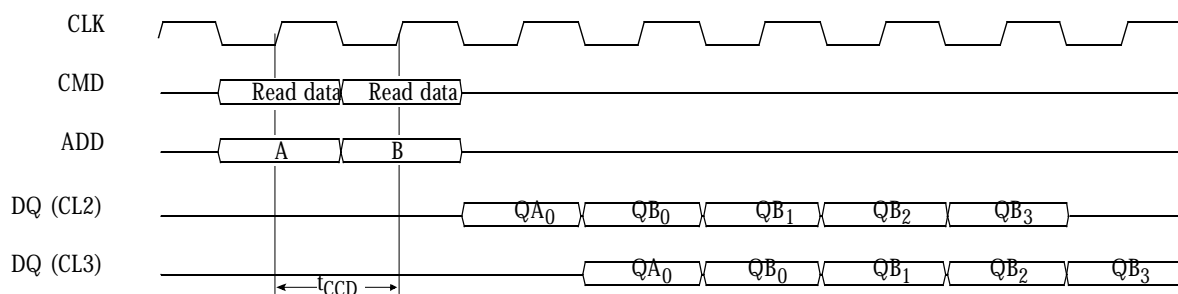 CLK
CMD Read data Read data
ADD A B
DQ (CL2) QA0 QB0 QB1 QB2 QB3
DQ (CL3) QA0 QB0 QB1 QB2 QB3
tCCD